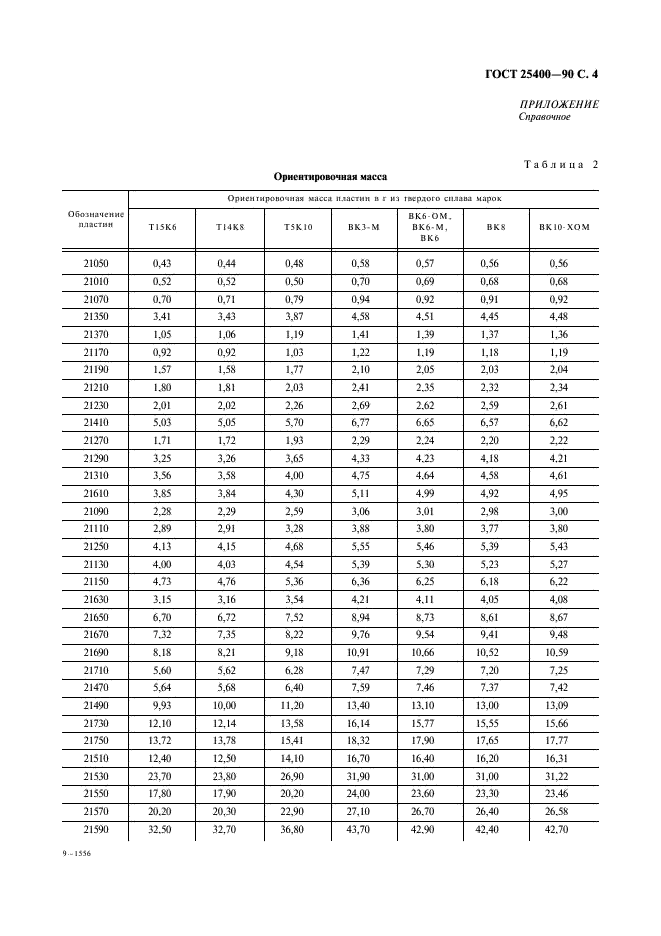 ГОСТ 25400—90 С. 4
ПРИЛОЖЕНИЕ
Справочное
Таблица 2
Ориентировочная масса
Обозначение пластин
Ориентировочная масса пластин в г из твердого сплава марок
Т15К6 Т14К8 Т5К10 ВК3-М ВК6-ОМ, ВК6-М, ВК6 ВК8 ВК10-ХОМ
21050 0,43 0,44 0,48 0,58 0,57 0,56 0,56
21010 0,52 0,52 0,50 0,70 0,69 0,68 0,68
21070 0,70 0,71 0,79 0,94 0,92 0,91 0,92
21350 3,41 3,43 3,87 4,58 4,51 4,45 4,48
21370 1,05 1,06 1,19 1,41 1,39 1,37 1,36
21170 0,92 0,92 1,03 1,22 1,19 1,18 1,19
21190 1,57 1,58 1,77 2,10 2,05 2,03 2,04
21210 1,80 1,81 2,03 2,41 2,35 2,32 2,34
21230 2,01 2,02 2,26 2,69 2,62 2,59 2,61
21410 5,03 5,05 5,70 6,77 6,65 6,57 6,62
21270 1,71 1,72 1,93 2,29 2,24 2,20 2,22
21290 3,25 3,26 3,65 4,33 4,23 4,18 4,21
21310 3,56 3,58 4,00 4,75 4,64 4,58 4,61
21610 3,85 3,84 4,30 5,11 4,99 4,92 4,95
21090 2,28 2,29 2,59 3,06 3,01 2,98 3,00
21110 2,89 2,91 3,28 3,88 3,80 3,77 3,80
21250 4,13 4,15 4,68 5,55 5,46 5,39 5,43
21130 4,00 4,03 4,54 5,39 5,30 5,23 5,27
21150 4,73 4,76 5,36 6,36 6,25 6,18 6,22
21630 3,15 3,16 3,54 4,21 4,11 4,05 4,08
21650 6,70 6,72 7,52 8,94 8,73 8,61 8,67
21670 7,32 7,35 8,22 9,76 9,54 9,41 9,48
21690 8,18 8,21 9,18 10,91 10,66 10,52 10,59
21710 5,60 5,62 6,28 7,47 7,29 7,20 7,25
21470 5,64 5,68 6,40 7,59 7,46 7,37 7,42
21490 9,93 10,00 11,20 13,40 13,10 13,00 13,09
21730 12,10 12,14 13,58 16,14 15,77 15,55 15,66
21750 13,72 13,78 15,41 18,32 17,90 17,65 17,77
21510 12,40 12,50 14,10 16,70 16,40 16,20 16,31
21530 23,70 23,80 26,90 31,90 31,00 31,00 31,22
21550 17,80 17,90 20,20 24,00 23,60 23,30 23,46
21570 20,20 20,30 22,90 27,10 26,70 26,40 26,58
21590 32,50 32,70 36,80 43,70 42,90 42,40 42,70
9–1556